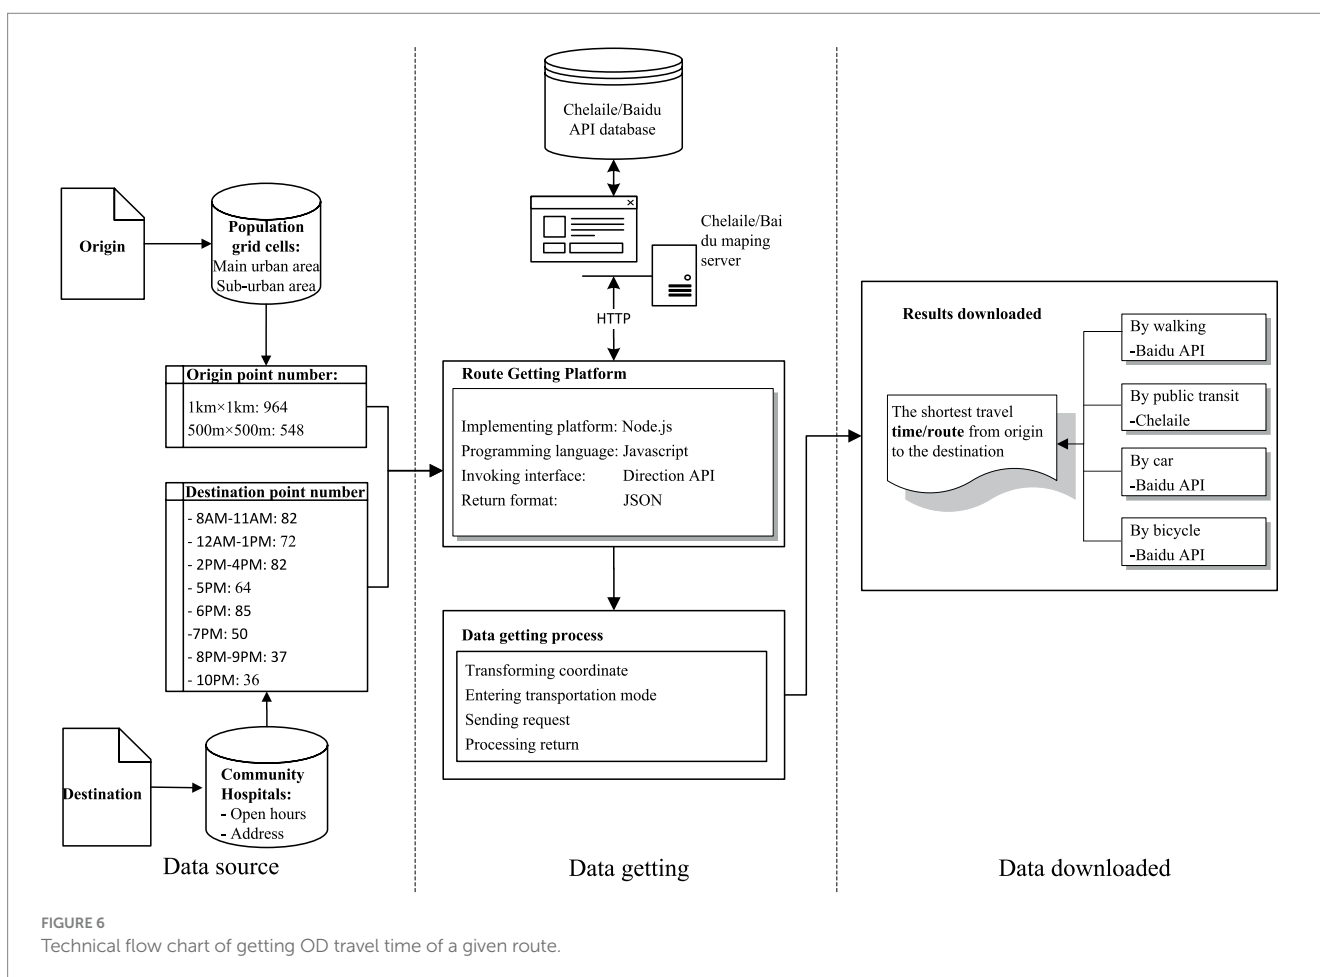 Origin
Population
grid cells:
Main urban area
Sub-urban area
Origin point number:
1km×1km: 964
500m×500m: 548
Destination point number
- 8AM-11AM: 82
- 12AM-1PM: 72
- 2PM-4PM: 82
- 5PM: 64
- 6PM: 85
-7PM: 50
- 8PM-9PM: 37
- 10PM: 36
Destination
Community
Hospitals:
- Open hours
- Address
Data source
Chelaile/Baidu
API database
Chelaile/Bai
du maping
server
HTTP
Route Getting Platform
Implementing platform: Node.js
Programming language: Javascript
Invoking interface: Direction API
Return format: JSON
Data getting process
Transforming coordinate
Entering transportation mode
Sending request
Processing return
Data getting
Results downloaded
The shortest travel
time/route from origin
to the destination
By walking
-Baidu API
By public transit
-Chelaile
By car
-Baidu API
By bicycle
-Baidu API
Data downloaded
FIGURE 6
Technical flow chart of getting OD travel time of a given route.